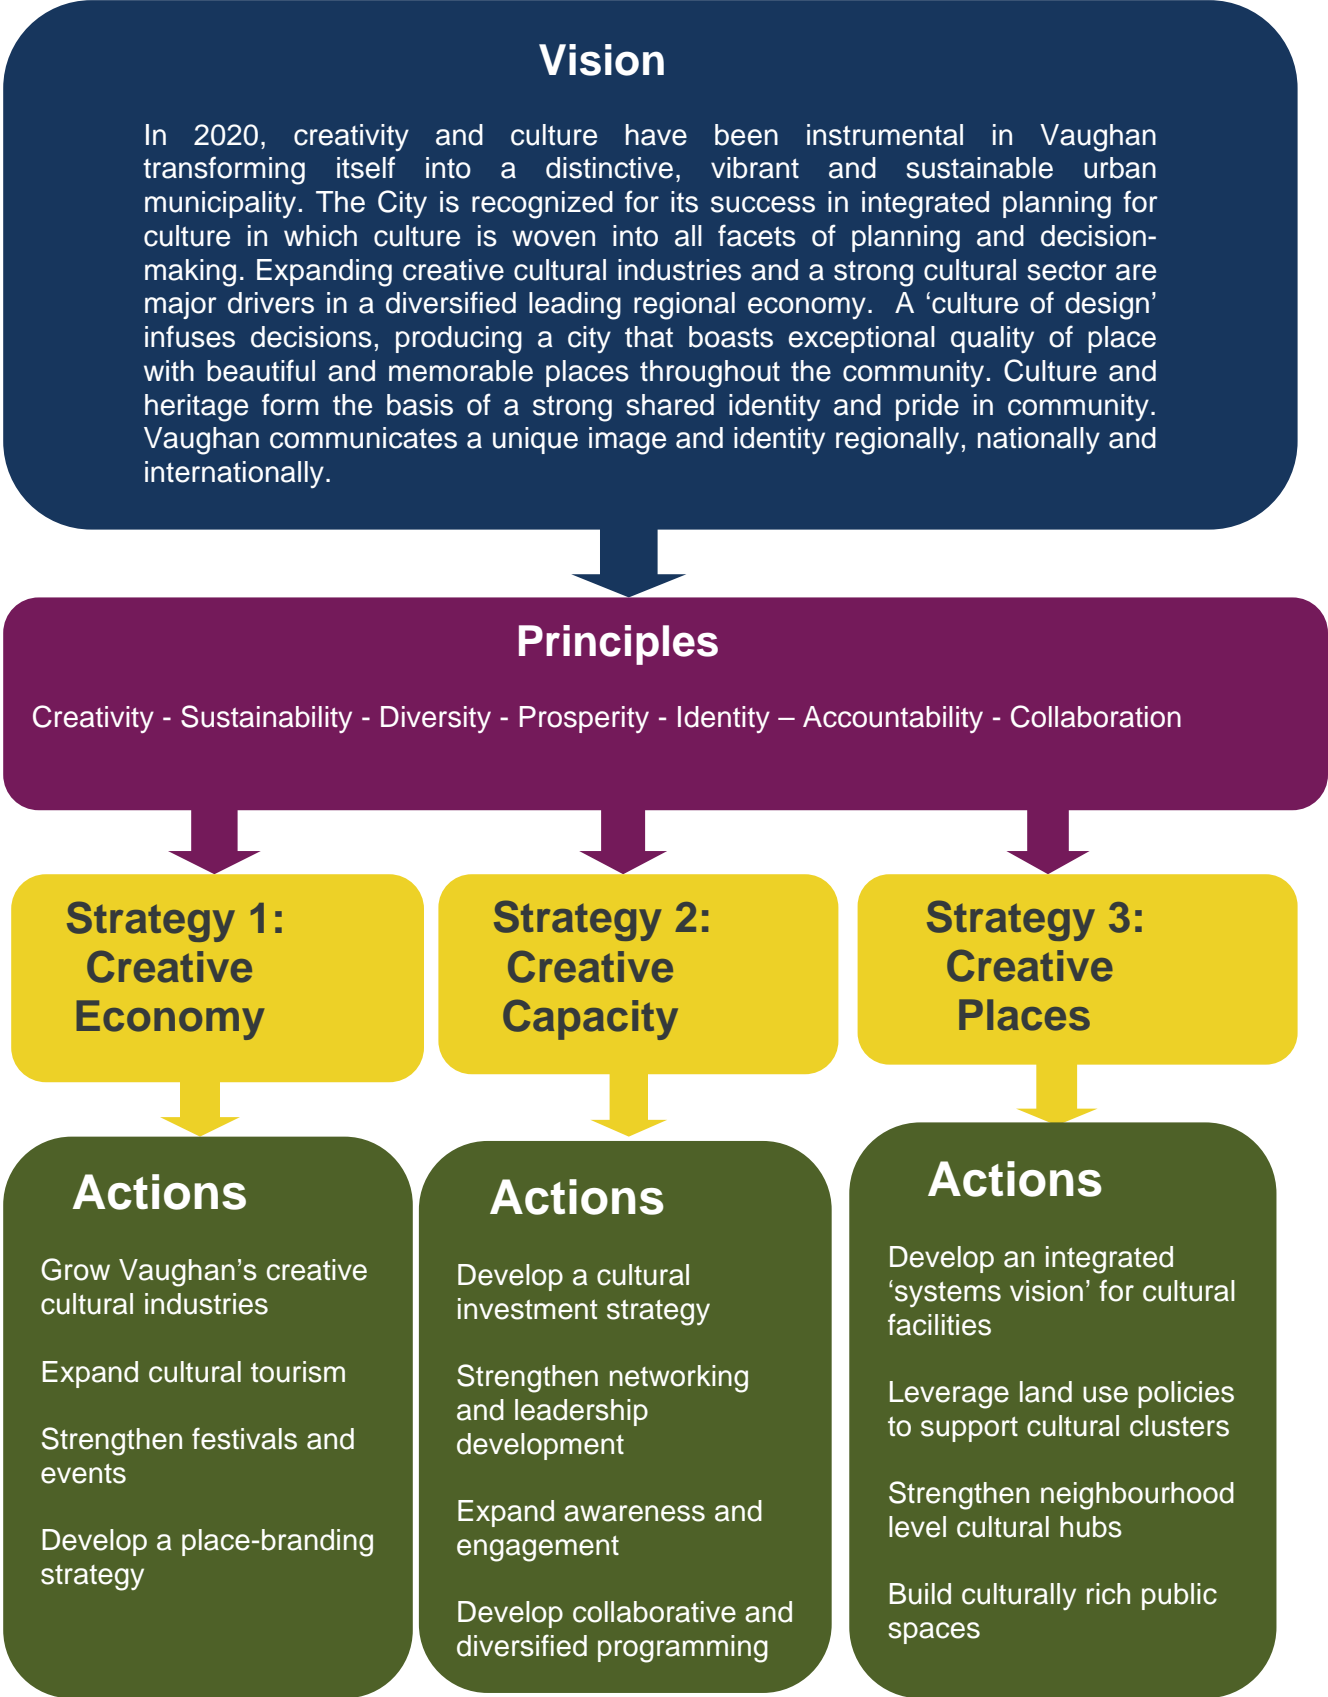 Vision
In 2020, creativity and culture have been instrumental in Vaughan
transforming itself into a distinctive, vibrant and sustainable urban
municipality. The City is recognized for its success in integrated planning for
culture in which culture is woven into all facets of planning and decision-
making. Expanding creative cultural industries and a strong cultural sector are
major drivers in a diversified leading regional economy.  A ‘culture of design’
infuses decisions, producing a city that boasts exceptional quality of place
with beautiful and memorable places throughout the community. Culture and
heritage form the basis of a strong shared identity and pride in community.
Vaughan communicates a unique image and identity regionally, nationally and
internationally.
Principles
Creativity - Sustainability - Diversity - Prosperity - Identity – Accountability - Collaboration
Strategy 1:
Creative
Economy
Strategy 2:
Creative
Capacity
Strategy 3:
Creative
Places
Actions
Grow Vaughan’s creative
cultural industries
Expand cultural tourism
Strengthen festivals and
events
Develop a place-branding
strategy
Actions
Develop a cultural
investment strategy
Strengthen networking
and leadership
development
Expand awareness and
engagement
Develop collaborative and
diversified programming
Actions
Develop an integrated
‘systems vision’ for cultural
facilities
Leverage land use policies
to support cultural clusters
Strengthen neighbourhood
level cultural hubs
Build culturally rich public
spaces